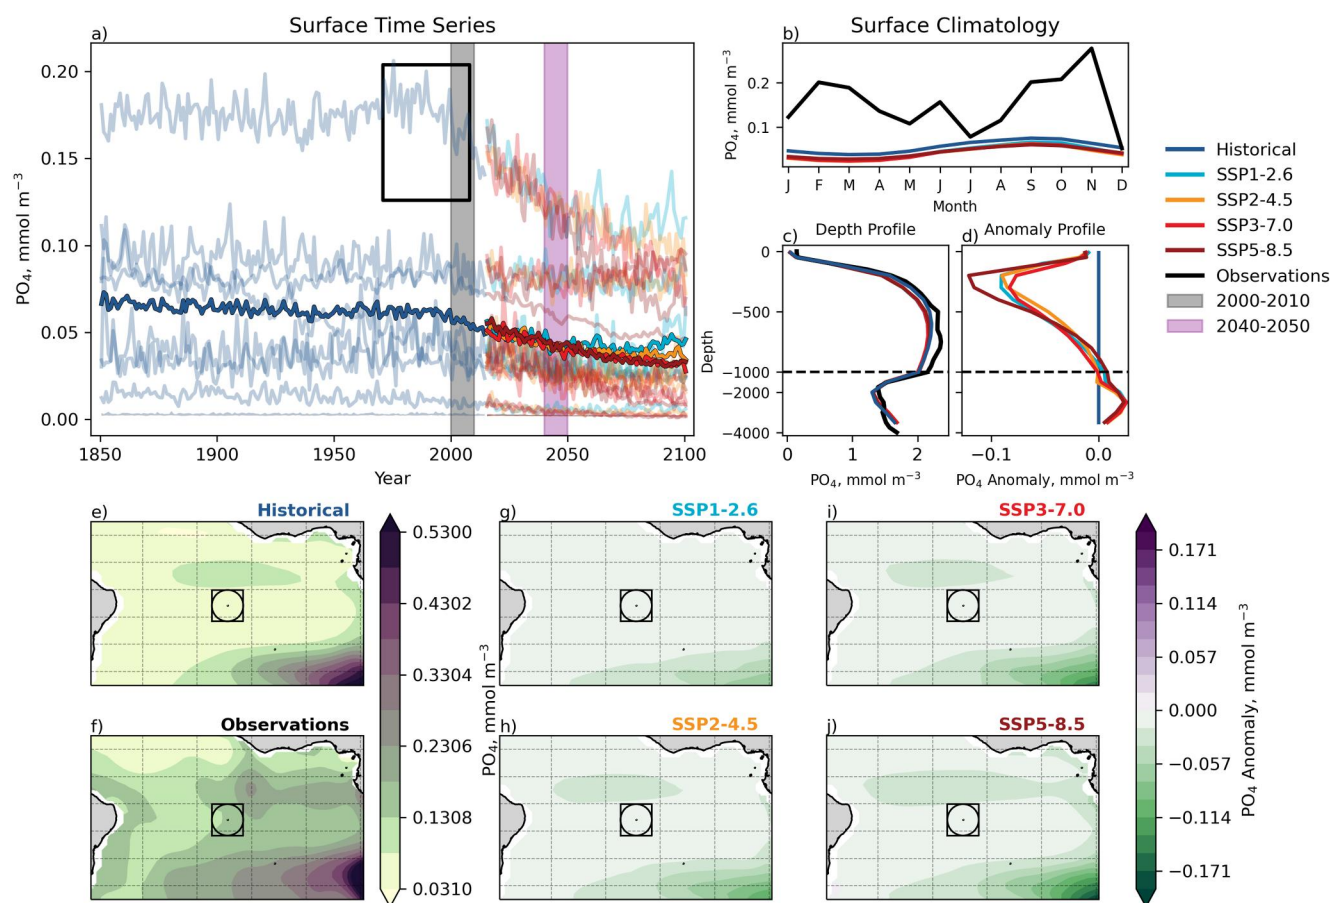 Surface Time Series
a)
0.20
0.15
0.10
0.05
0.00
PO₄, mmol m⁻³
1850
1900
1950
2000
2050
2100
Year
Surface Climatology
b)
0.2
0.1
PO₄, mmol m⁻³
J F M A M J J A S O N D
Month
Historical
SSP1-2.6
SSP2-4.5
SSP3-7.0
SSP5-8.5
Observations
2000-2010
2040-2050
c) Depth Profile
0
−500
−1000
−2000
−4000
Depth
0 1 2
PO₄, mmol m⁻³
d) Anomaly Profile
−0.1 0.0
PO₄ Anomaly, mmol m⁻³
e) Historical
f) Observations
0.5300
0.4302
0.3304
0.2306
0.1308
0.0310
PO₄, mmol m⁻³
g) SSP1-2.6
h) SSP2-4.5
i) SSP3-7.0
j) SSP5-8.5
0.171
0.114
0.057
0.000
−0.057
−0.114
−0.171
PO₄ Anomaly, mmol m⁻³